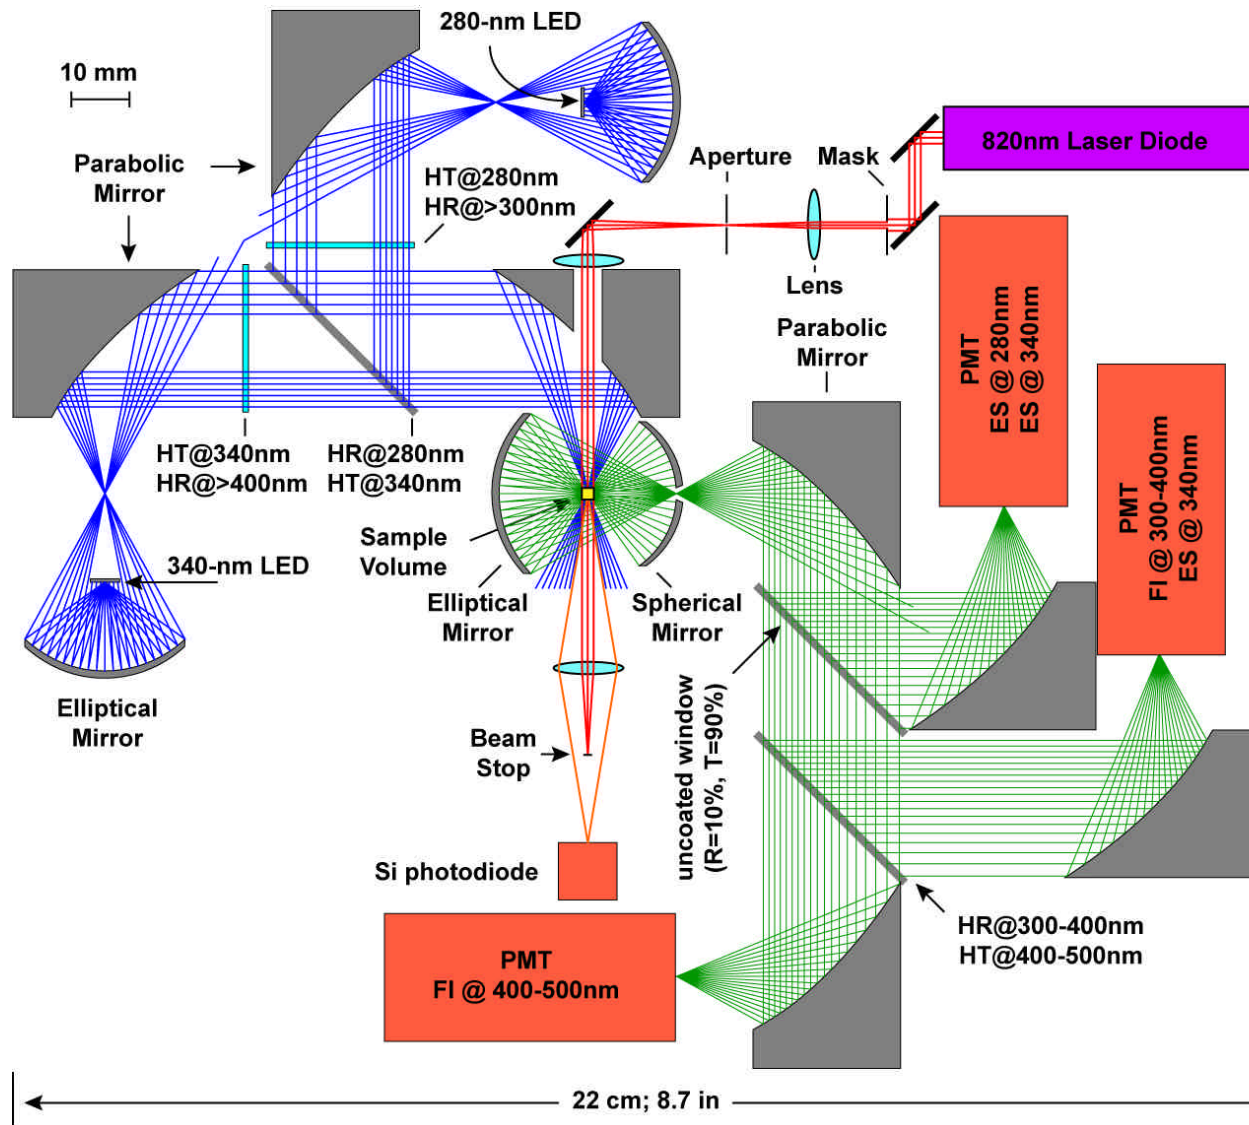 280-nm LED
10 mm
820nm Laser Diode
Aperture
Mask
Parabolic
Mirror
HT@280nm
HR@>300nm
Lens
Parabolic
Mirror
PMT
ES @ 280nm
ES @ 340nm
PMT
FI @ 300-400nm
ES @ 340nm
HT@340nm
HR@>400nm
HR@280nm
HT@340nm
Sample
Volume
340-nm LED
Elliptical
Mirror
Spherical
Mirror
Elliptical
Mirror
uncoated window
(R=10%, T=90%)
Beam
Stop
Si photodiode
HR@300-400nm
HT@400-500nm
PMT
FI @ 400-500nm
22 cm; 8.7 in